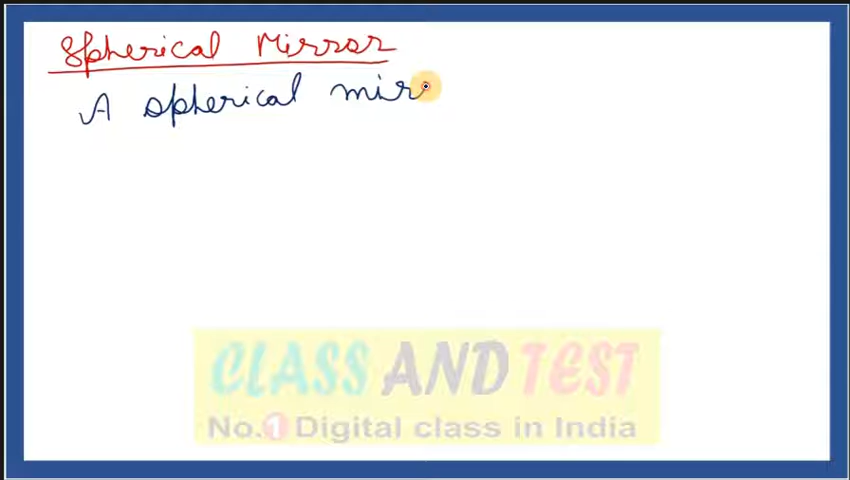 Spherical Mirror
A spherical mir
CLASS AND TEST
No.1 Digital class in India